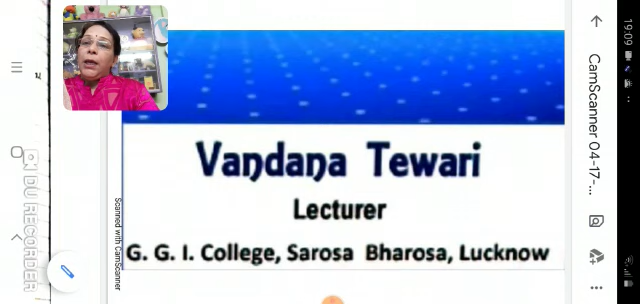 Vandana Tewari
Lecturer
G. G. I. College, Sarosa Bharosa, Lucknow
Scanned with CamScanner
CamScanner 04-17-...
19:09
DU RECORDER